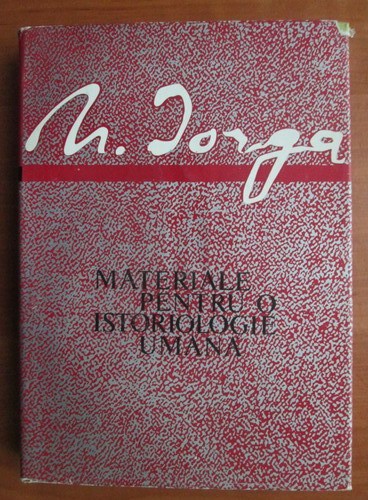 N. Iorga
MATERIALE
PENTRU O
ISTORIOLOGIE
UMANA